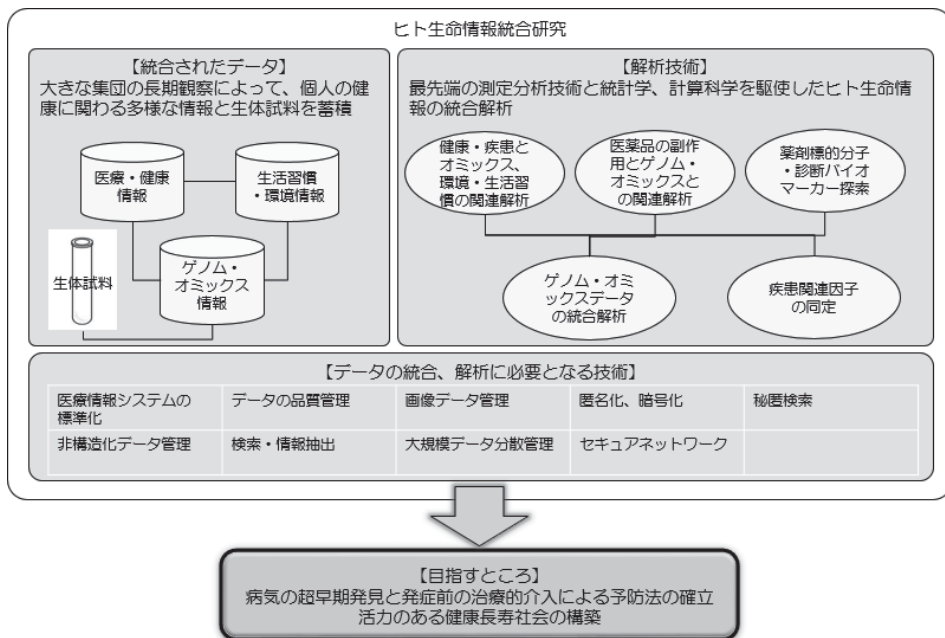 ヒト生命情報統合研究
【統合されたデータ】
大きな集団の長期観察によって、個人の健
康に関わる多様な情報と生体試料を蓄積
医療・健康
情報
生活習慣
・環境情報
生体試料
ゲノム・
オミックス
情報
【解析技術】
最先端の測定分析技術と統計学、計算科学を駆使したヒト生命情
報の統合解析
健康・疾患と
オミックス、
環境・生活習
慣の関連解析
医薬品の副作
用とゲノム・
オミックスと
の関連解析
薬剤標的分子
・診断バイオ
マーカー探索
ゲノム・オミ
ックスデータ
の統合解析
疾患関連因子
の同定
【データの統合、解析に必要となる技術】
医療情報システムの
標準化
データの品質管理
画像データ管理
匿名化、暗号化
秘匿検索
非構造化データ管理
検索・情報抽出
大規模データ分散管理
セキュアネットワーク
【目指すところ】
病気の超早期発見と発症前の治療的介入による予防法の確立
活力のある健康長寿社会の構築